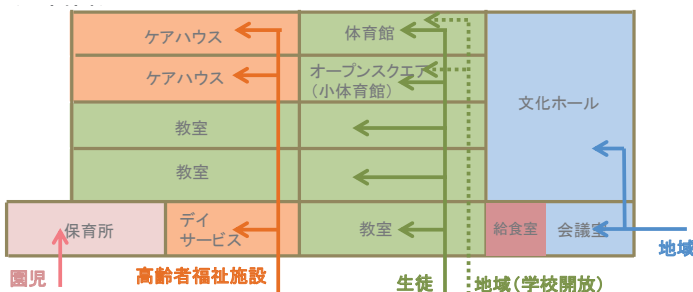 ケアハウス
体育館
ケアハウス
オープンスクエア
(小体育館)
文化ホール
教室
教室
保育所
デイ
サービス
教室
給食室
会議室
地域
園児
高齢者福祉施設
生徒
地域(学校開放)